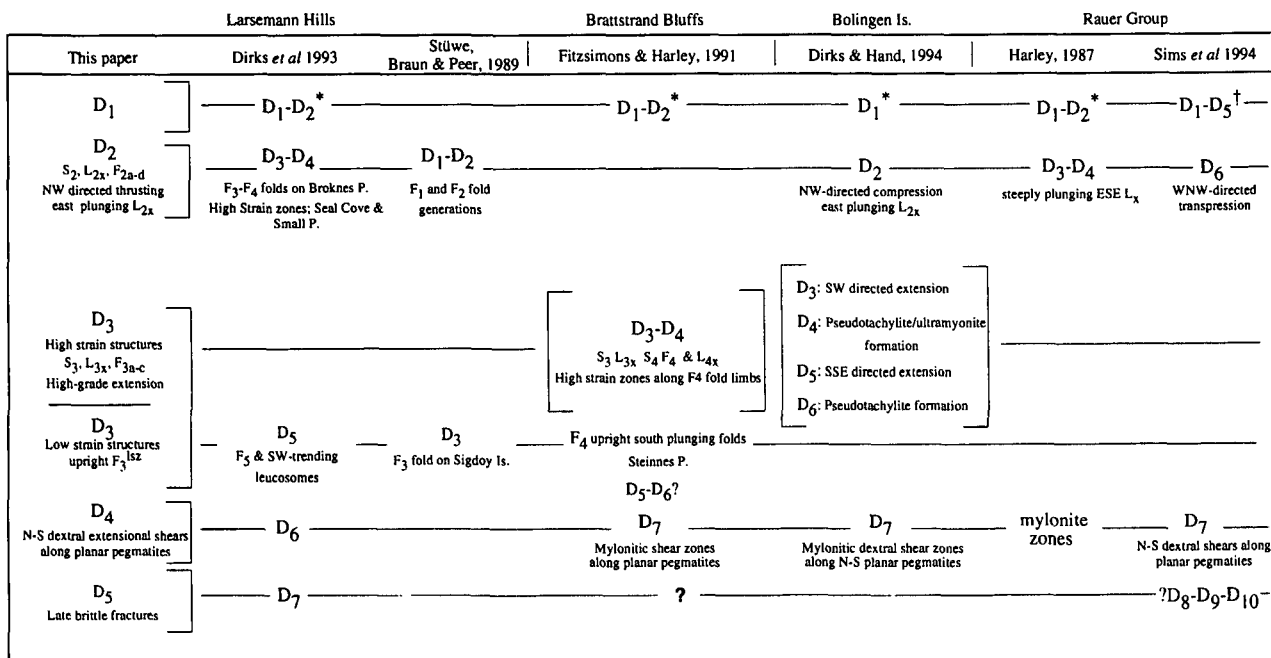 Larsemann Hills Brattstrand Bluffs Bolingen Is. Rauer Group
This paper Dirks et al 1993 Stüwe, Braun & Peer, 1989 Fitzsimons & Harley, 1991 Dirks & Hand, 1994 Harley, 1987 Sims et al 1994
D1 D1-D2* D1-D2* D1* D1-D2* D1-D5†
D2
S2, L2x, F2a-d
NW directed thrusting
east plunging L2x
D3-D4
F3-F4 folds on Broknes P.
High Strain zones; Seal Cove &
Small P.
D1-D2
F1 and F2 fold
generations
D2
NW-directed compression
east plunging L2x
D3-D4
steeply plunging ESE Lx
D6
WNW-directed
transpression
D3
High strain structures
S3, L3x, F3a-c
High-grade extension
D3-D4
S3 L3x S4 F4 & L4x
High strain zones along F4 fold limbs
D3: SW directed extension
D4: Pseudotachylite/ultramyonite
formation
D5: SSE directed extension
D6: Pseudotachylite formation
D3
Low stnin structures
upright F3lsz
D5
F5 & SW-trending
leucosomes
D3
F3 fold on Sigdoy Is.
F4 upright south plunging folds
Steinnes P.
D5-D6?
D4
N-S dextral extensional shears
along planar pegmatites
D6
D7
Mylonitic shear zones
along planar pegmatites
D7
Mylonitic dextral shear zones
along N-S planar pegmatites
mylonite
zones
D7
N-S dextral shears along
planar pegmatites
D5
Late brittle fractures
D7
?
?D8-D9-D10